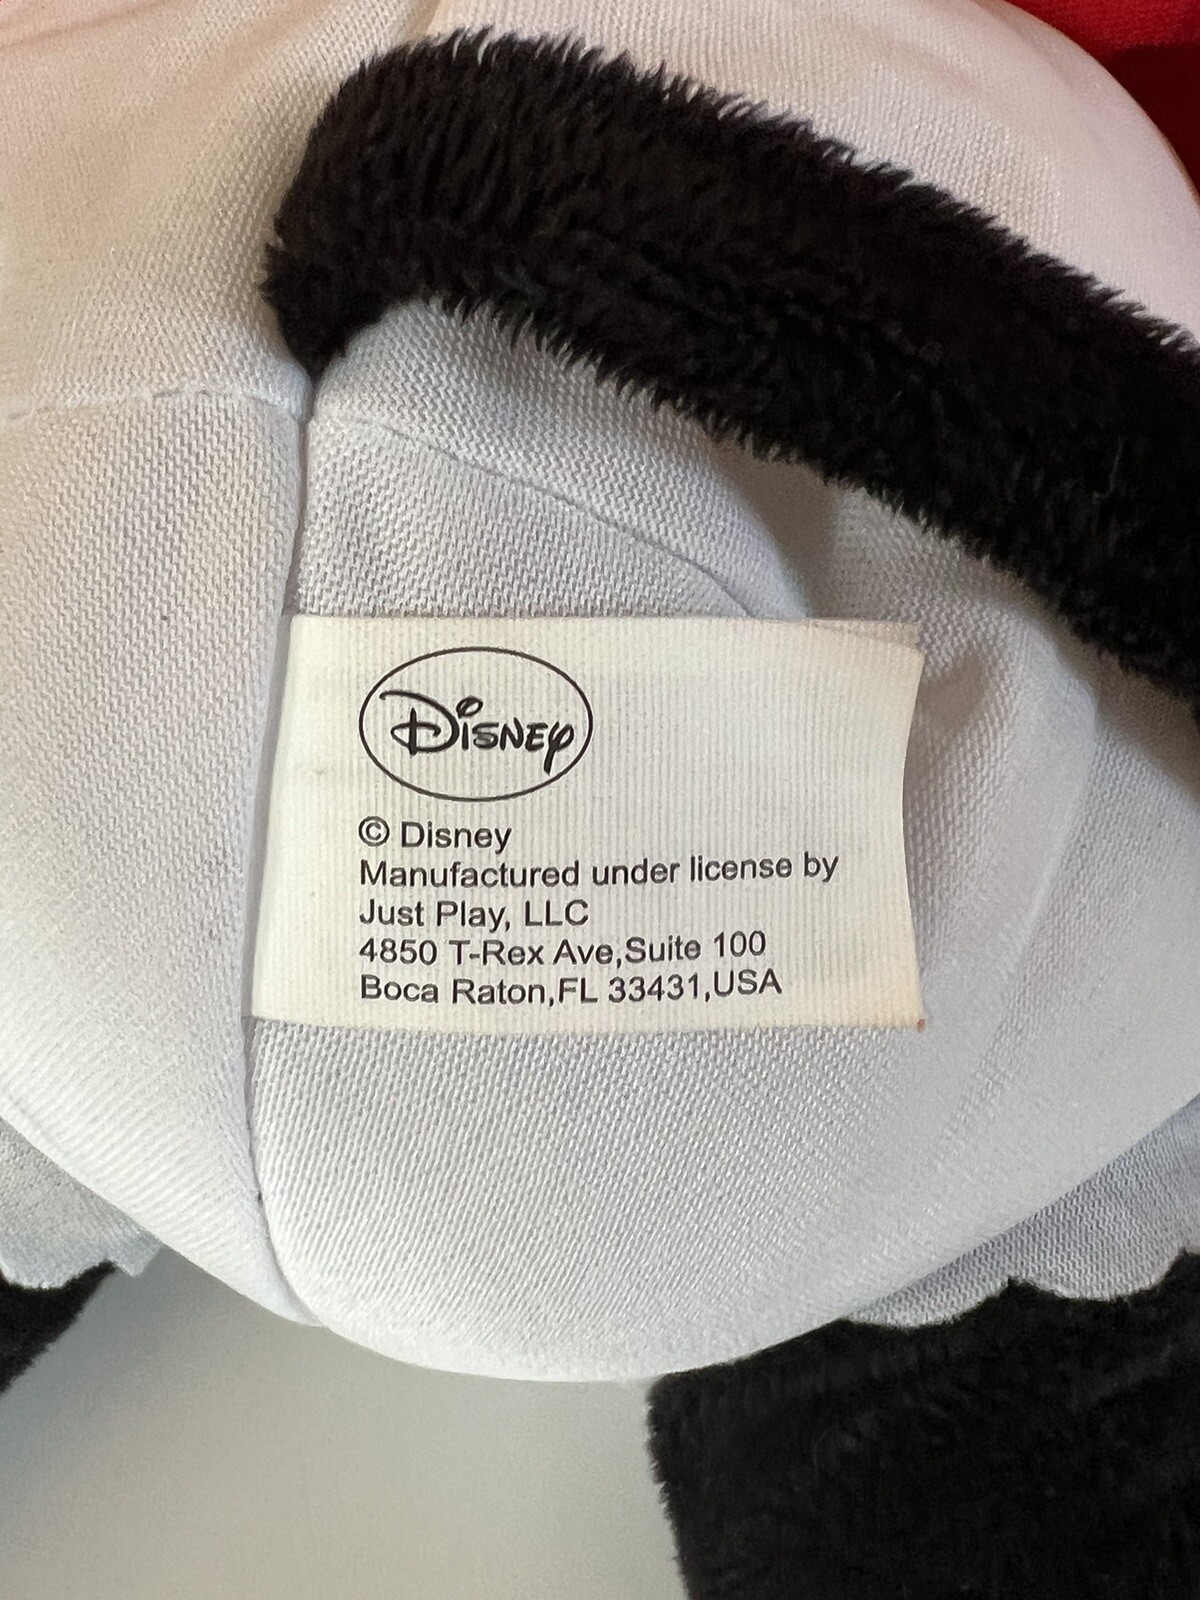 Disney
© Disney
Manufactured under license by
Just Play, LLC
4850 T-Rex Ave,Suite 100
Boca Raton,FL 33431,USA